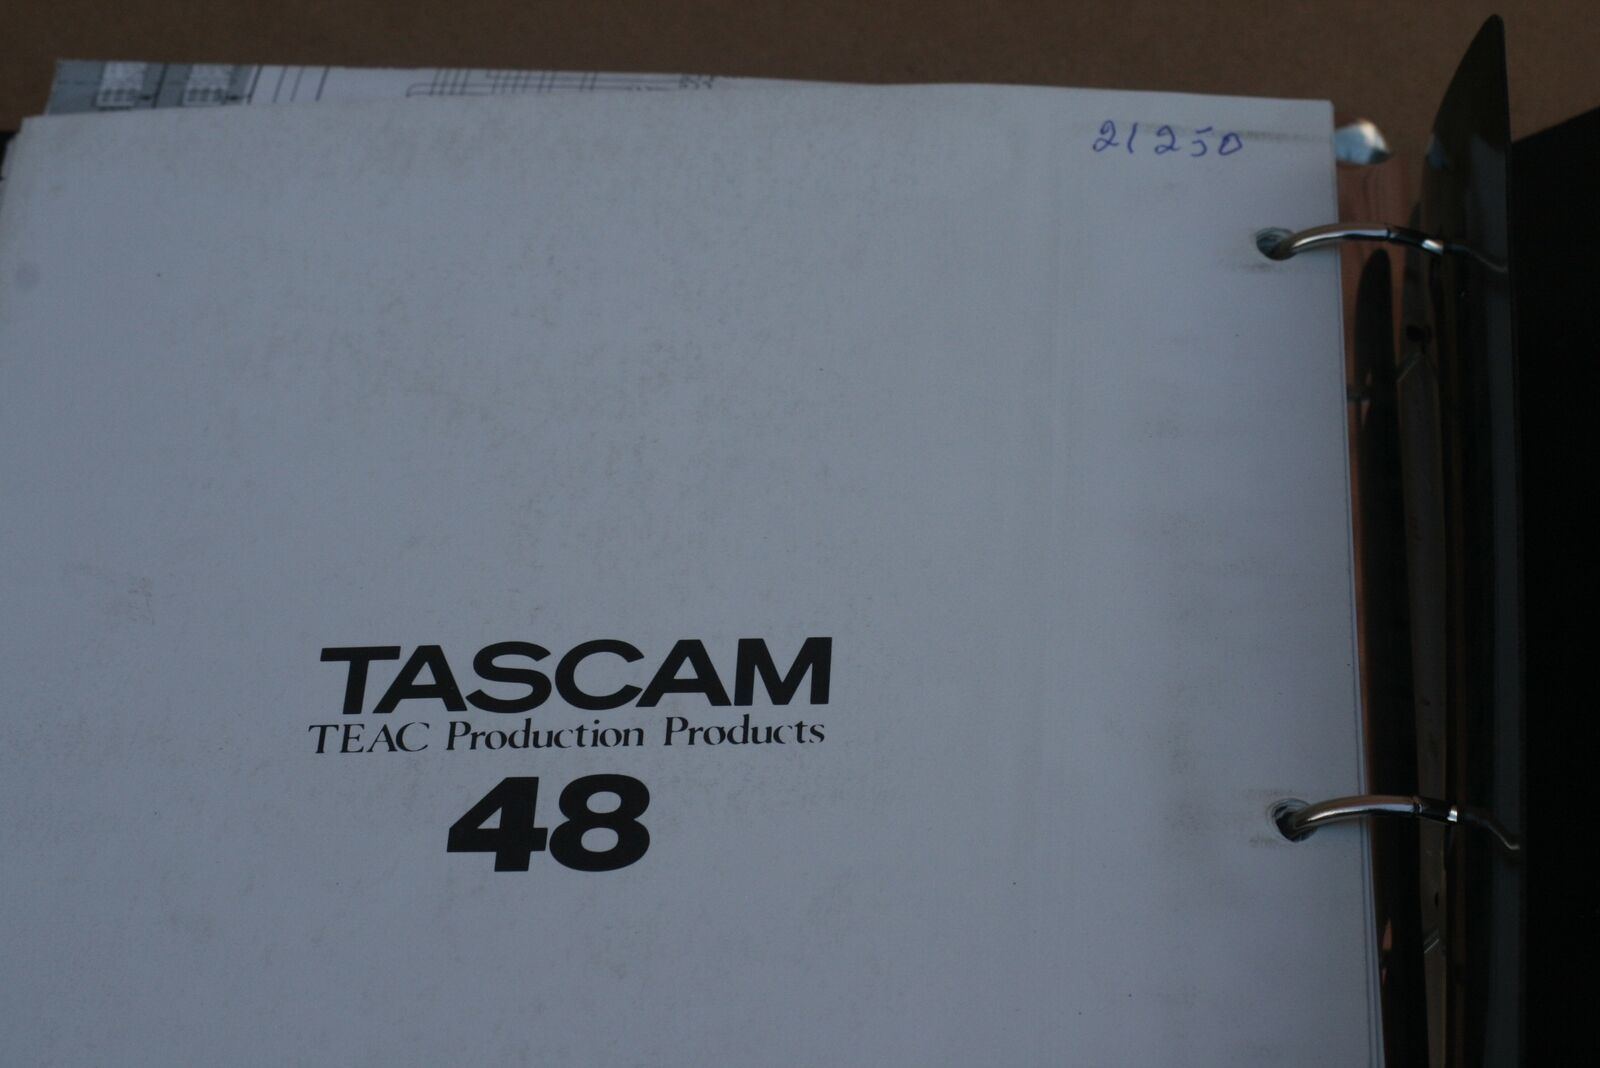 21250
TASCAM
TEAC Production Products
48